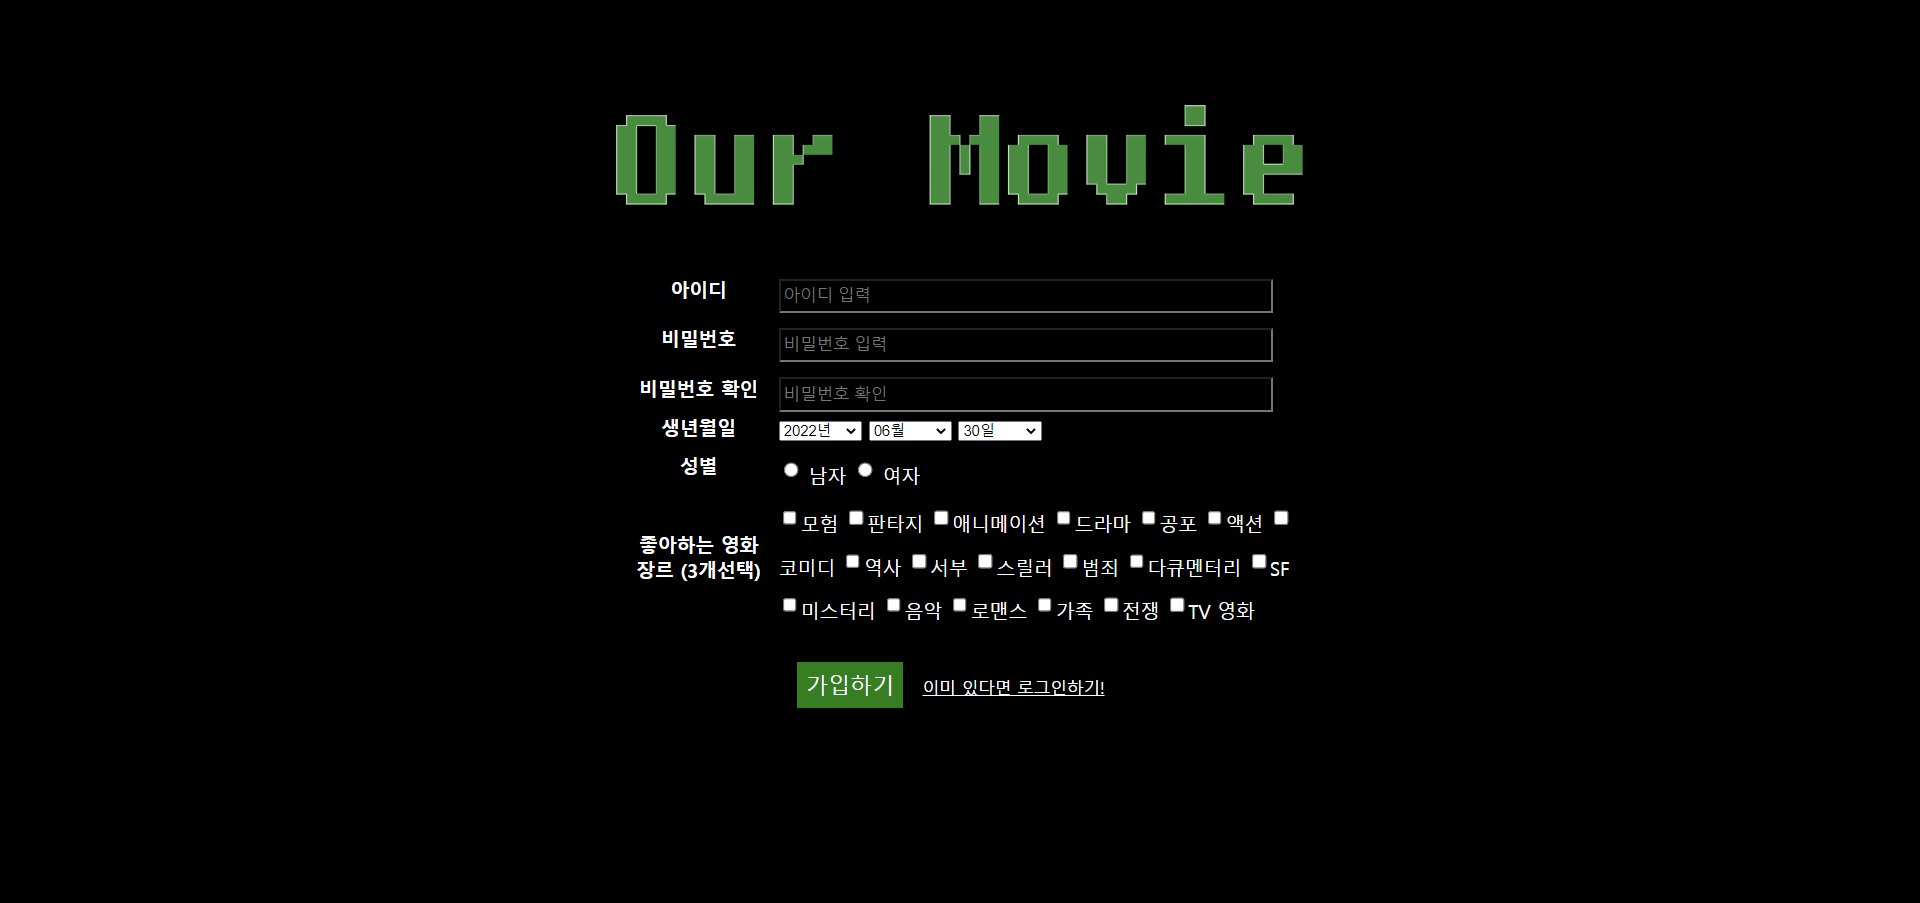 Our Movie
아이디 아이디 입력
비밀번호 비밀번호 입력
비밀번호 확인 비밀번호 확인
생년월일 2022년 06월 30일
성별 남자 여자
좋아하는 영화
장르 (3개선택)
모험 판타지 애니메이션 드라마 공포 액션
코미디 역사 서부 스릴러 범죄 다큐멘터리 SF
미스터리 음악 로맨스 가족 전쟁 TV 영화
가입하기 이미 있다면 로그인하기!